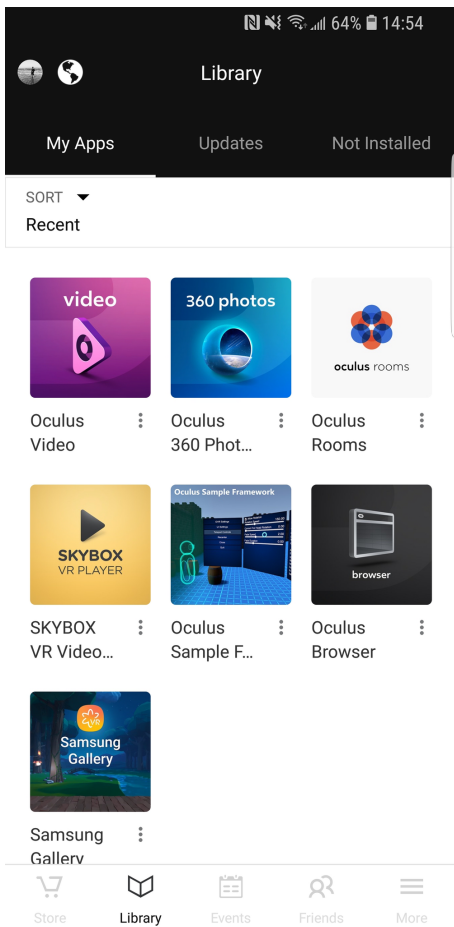 64% 14:54
Library
My Apps Updates Not Installed
SORT
Recent
video 360 photos
oculus rooms
Oculus Video
Oculus 360 Phot...
Oculus Rooms
SKYBOX
VR PLAYER
Oculus Sample Framework
browser
SKYBOX VR Video...
Oculus Sample F...
Oculus Browser
VR
Samsung
Gallery
Samsung
Gallery
Store Library Events Friends More